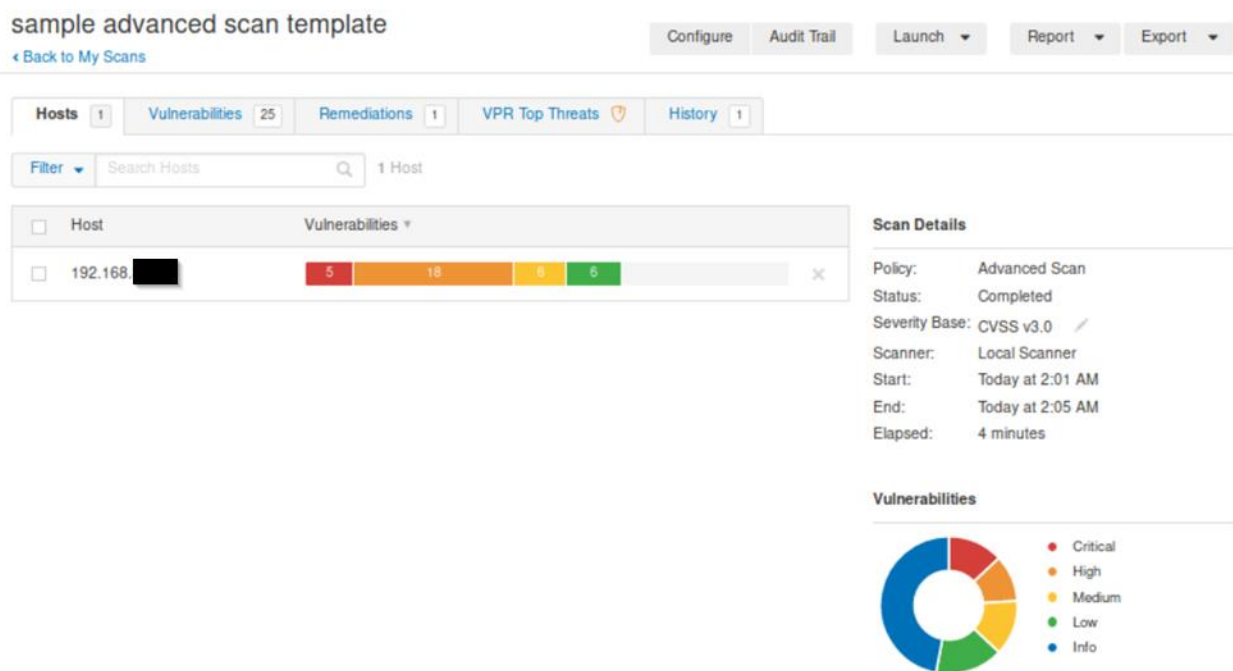 sample advanced scan template
Back to My Scans
Configure Audit Trail Launch Report Export
Hosts 1 Vulnerabilities 25 Remediations 1 VPR Top Threats History 1
Filter Search Hosts 1 Host
Host Vulnerabilities
192.168. 5 18 6 6
Scan Details
Policy: Advanced Scan
Status: Completed
Severity Base: CVSS v3.0
Scanner: Local Scanner
Start: Today at 2:01 AM
End: Today at 2:05 AM
Elapsed: 4 minutes
Vulnerabilities
Critical
High
Medium
Low
Info